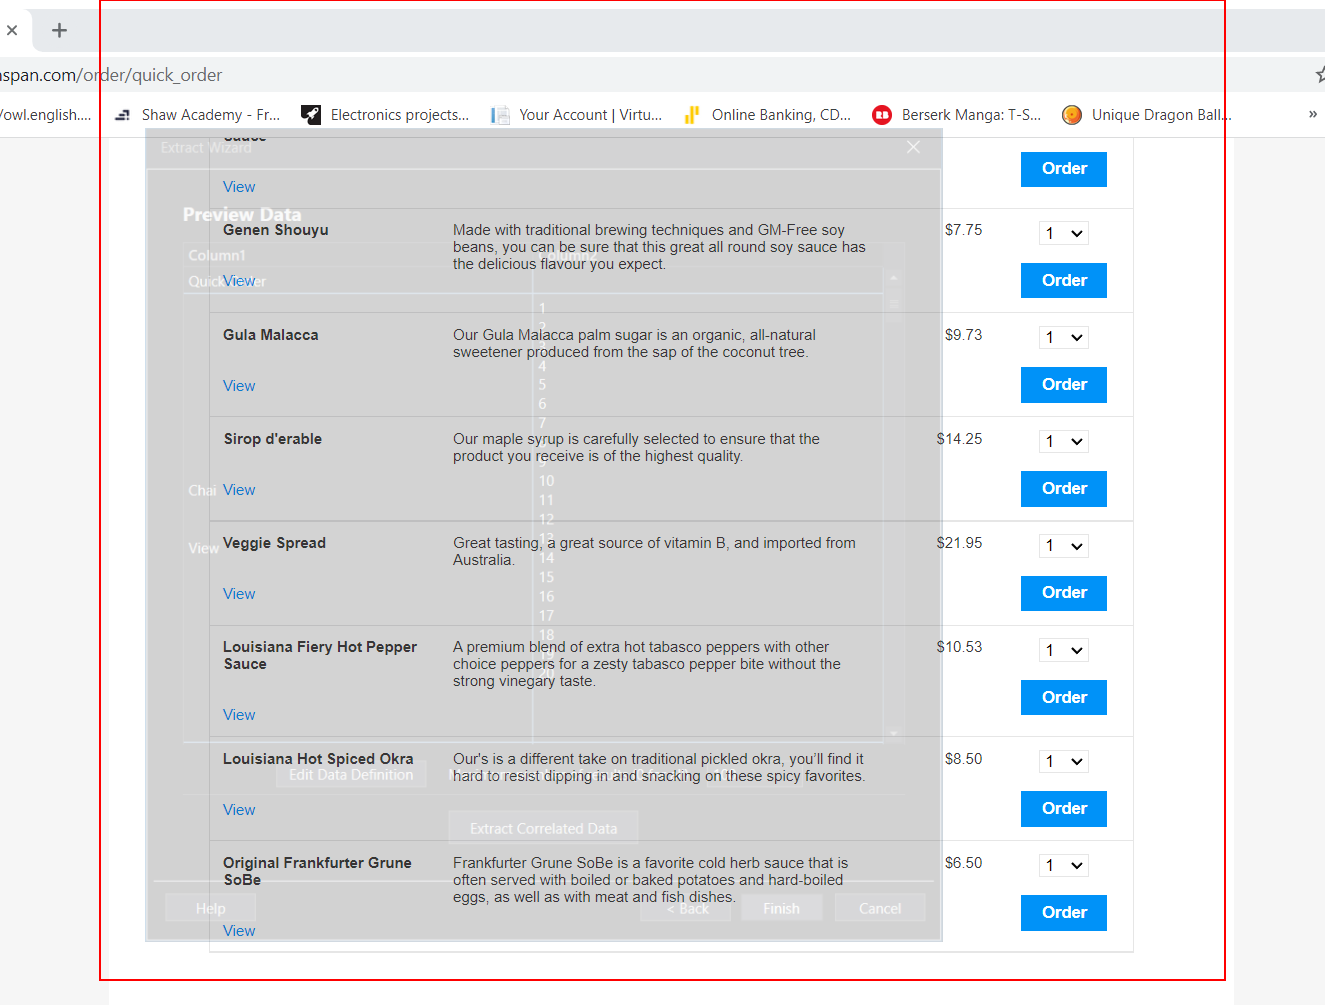 nspan.com/order/quick_order
/owl.english....
Shaw Academy - Fr...
Electronics projects...
Your Account | Virtu...
Online Banking, CD...
Berserk Manga: T-S...
Unique Dragon Ball...
»
Sauce
Extract Wizard
View
Order
Preview Data
Genen Shouyu
Made with traditional brewing techniques and GM-Free soy
beans, you can be sure that this great all round soy sauce has
the delicious flavour you expect.
$7.75
1
Column1
Column2
View
Order
1
Gula Malacca
Our Gula Malacca palm sugar is an organic, all-natural
sweetener produced from the sap of the coconut tree.
$9.73
1
4
5
6
7
View
Order
Sirop d'erable
Our maple syrup is carefully selected to ensure that the
product you receive is of the highest quality.
$14.25
1
9
10
11
12
Chai
View
Order
Veggie Spread
Great tasting, a great source of vitamin B, and imported from
Australia.
$21.95
1
View
13
14
15
16
17
18
View
Order
Louisiana Fiery Hot Pepper
Sauce
A premium blend of extra hot tabasco peppers with other
choice peppers for a zesty tabasco pepper bite without the
strong vinegary taste.
$10.53
1
20
View
Order
Louisiana Hot Spiced Okra
Our's is a different take on traditional pickled okra, you’ll find it
hard to resist dipping in and snacking on these spicy favorites.
$8.50
1
Edit Data Definition
View
Order
Extract Correlated Data
Original Frankfurter Grune
SoBe
Frankfurter Grune SoBe is a favorite cold herb sauce that is
often served with boiled or baked potatoes and hard-boiled
eggs, as well as with meat and fish dishes.
$6.50
1
Help
< Back
Finish
Cancel
View
Order